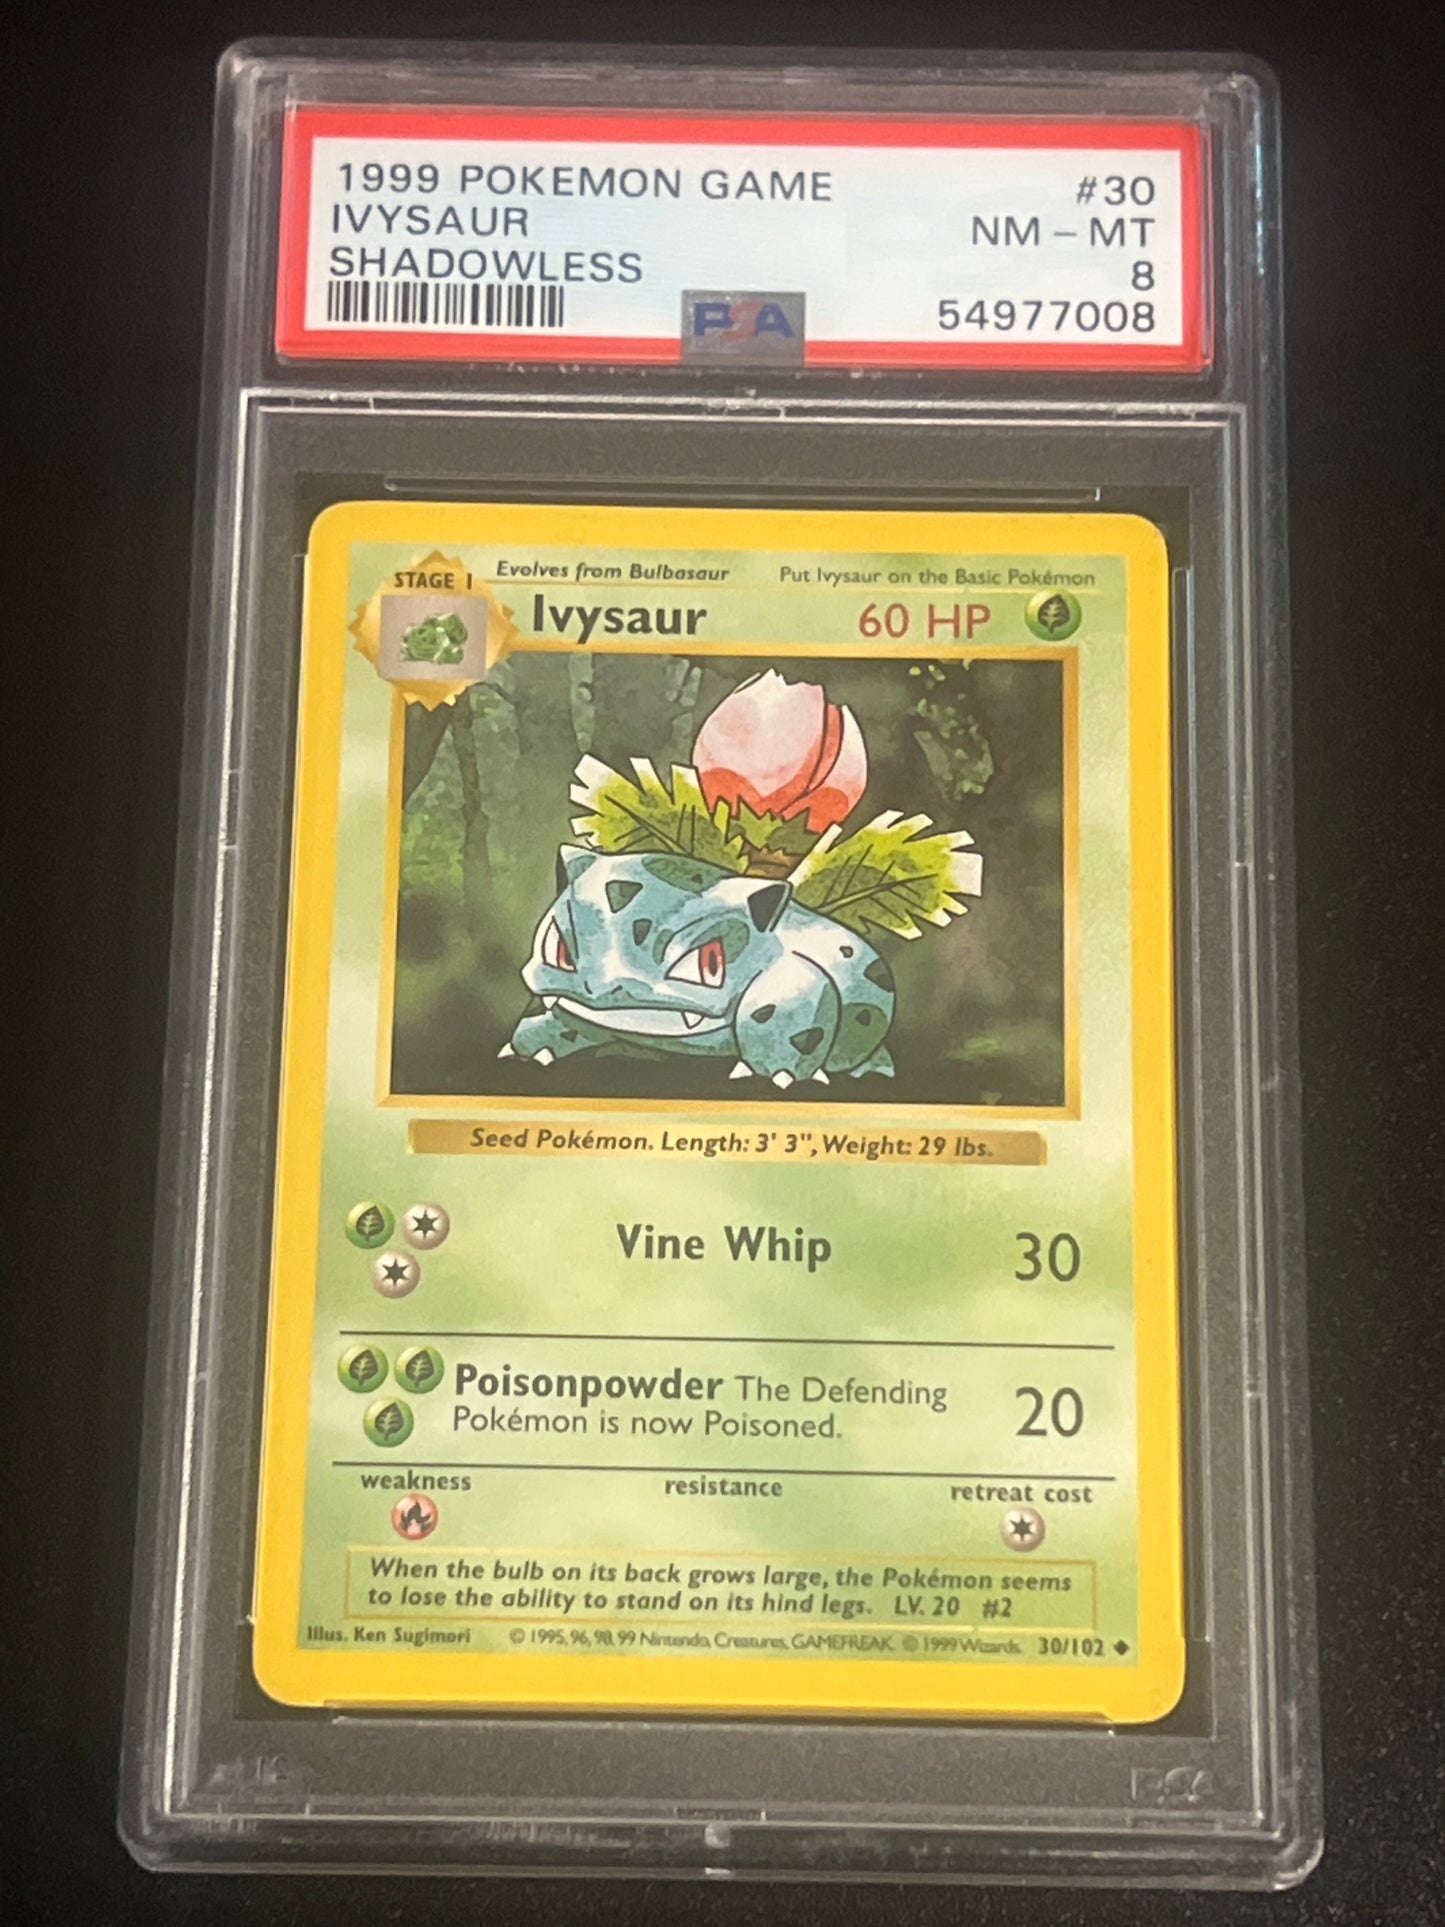 1999 POKEMON GAME #30
IVYSAUR NM - MT
SHADOWLESS 8
PSA 54977008
STAGE 1 Evolves from Bulbasaur Put Ivysaur on the Basic Pokémon
Ivysaur 60 HP
Seed Pokémon. Length: 3' 3", Weight: 29 lbs.
Vine Whip 30
Poisonpowder The Defending
Pokémon is now Poisoned. 20
weakness resistance retreat cost
When the bulb on its back grows large, the Pokémon seems
to lose the ability to stand on its hind legs. LV. 20 #2
Illus. Ken Sugimori © 1995, 96, 98, 99 Nintendo, Creatures, GAMEFREAK. © 1999 Wizards. 30/102
PSA